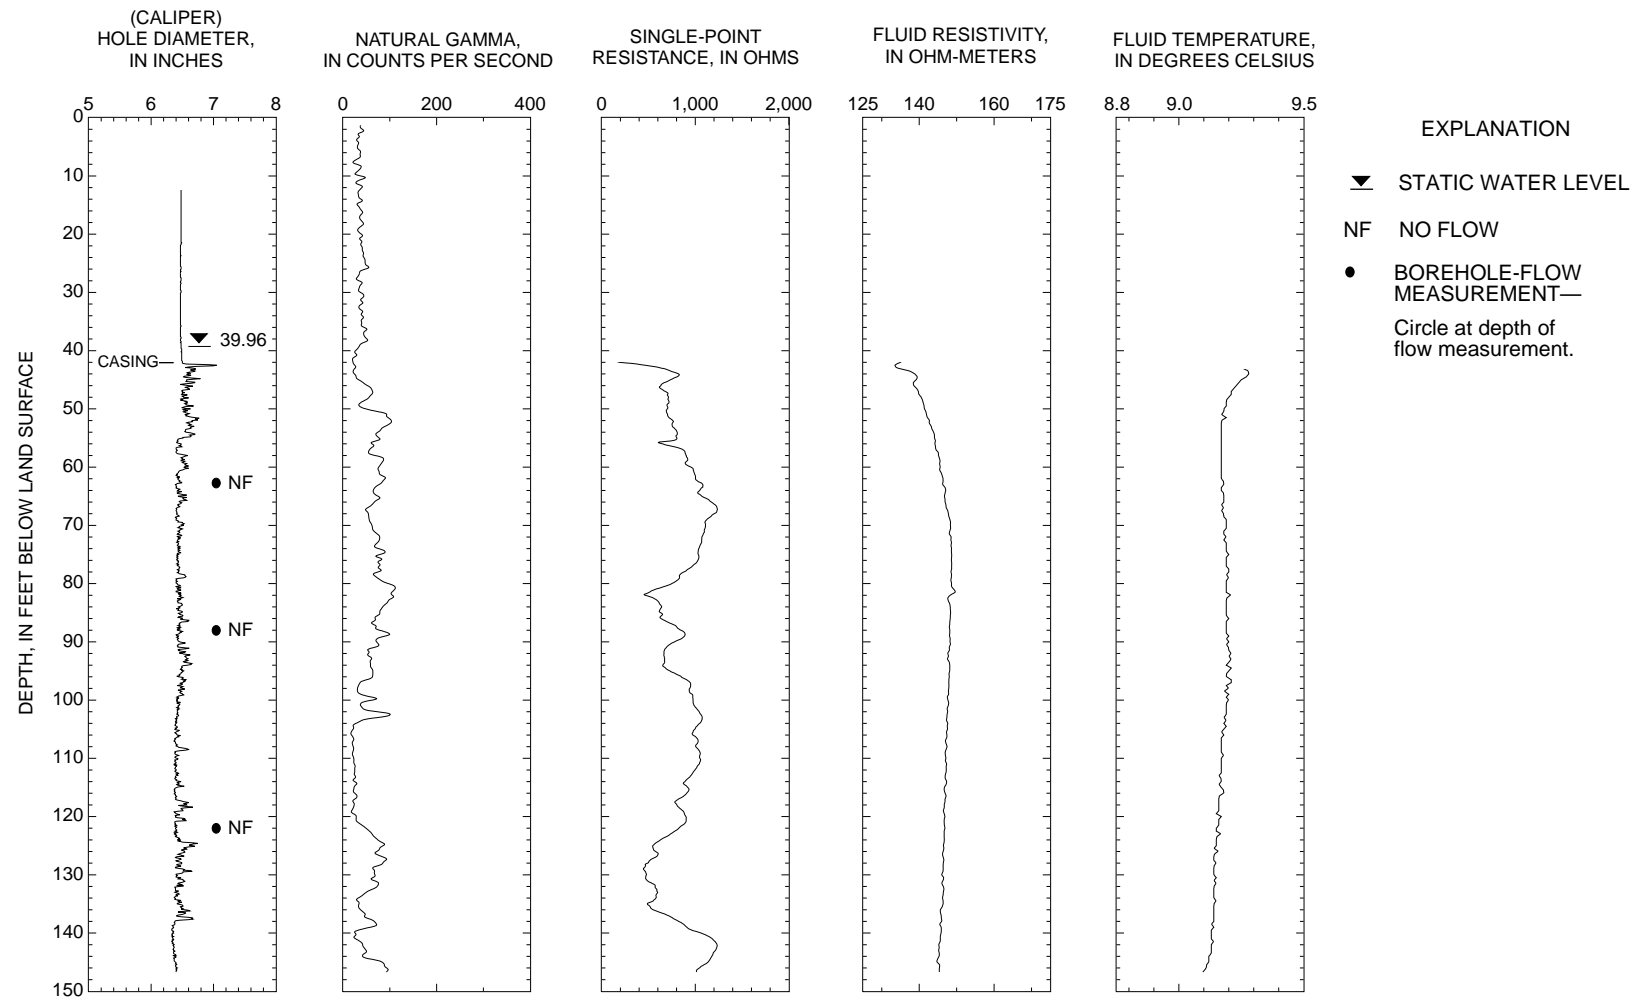 (CALIPER)
HOLE DIAMETER,
IN INCHES
NATURAL GAMMA,
IN COUNTS PER SECOND
SINGLE-POINT
RESISTANCE, IN OHMS
FLUID RESISTIVITY,
IN OHM-METERS
FLUID TEMPERATURE,
IN DEGREES CELSIUS
5 6 7 8
0 200 400
0 1,000 2,000
125 140 160 175
8.8 9.0 9.5
DEPTH, IN FEET BELOW LAND SURFACE
0
10
20
30
40
50
60
70
80
90
100
110
120
130
140
150
39.96
CASING
NF
NF
NF
EXPLANATION
STATIC WATER LEVEL
NF NO FLOW
BOREHOLE-FLOW
MEASUREMENT—
Circle at depth of
flow measurement.